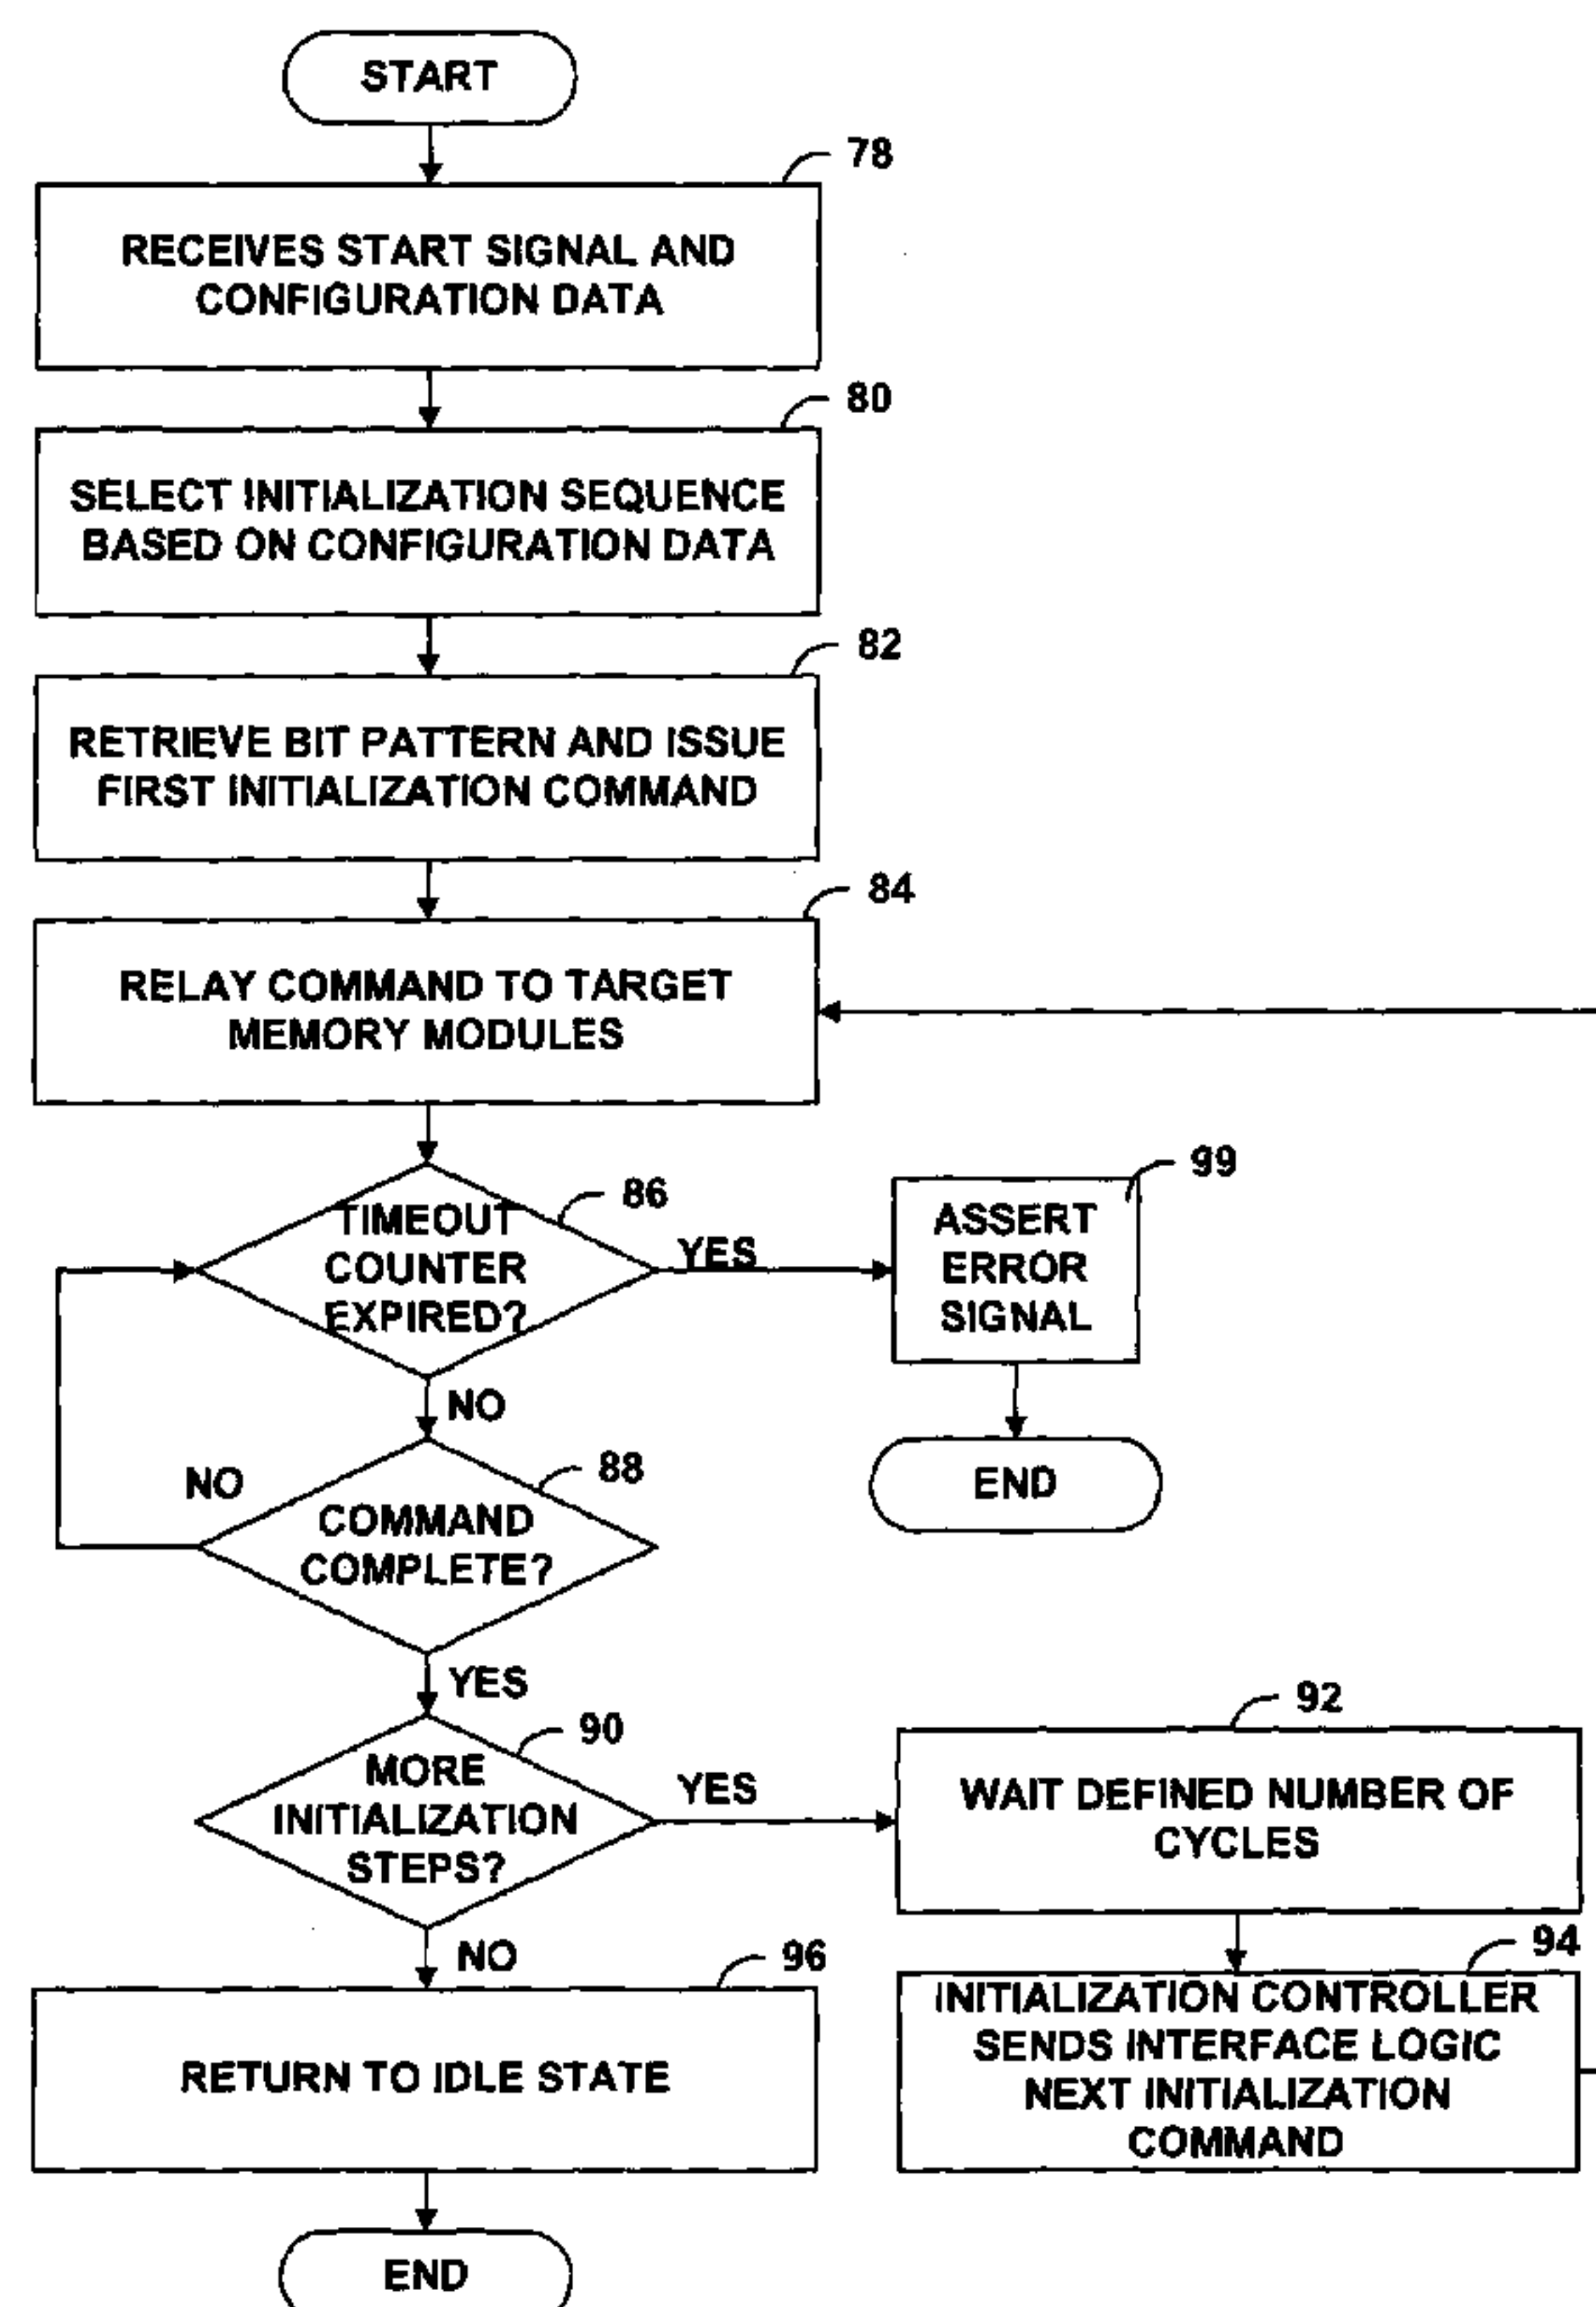 START
78
RECEIVES START SIGNAL AND
CONFIGURATION DATA
80
SELECT INITIALIZATION SEQUENCE
BASED ON CONFIGURATION DATA
82
RETRIEVE BIT PATTERN AND ISSUE
FIRST INITIALIZATION COMMAND
84
RELAY COMMAND TO TARGET
MEMORY MODULES
86
TIMEOUT
COUNTER
EXPIRED?
YES
99
ASSERT
ERROR
SIGNAL
NO
END
88
NO
COMMAND
COMPLETE?
YES
90
MORE
INITIALIZATION
STEPS?
YES
92
WAIT DEFINED NUMBER OF
CYCLES
NO
94
INITIALIZATION CONTROLLER
SENDS INTERFACE LOGIC
NEXT INITIALIZATION
COMMAND
96
RETURN TO IDLE STATE
END